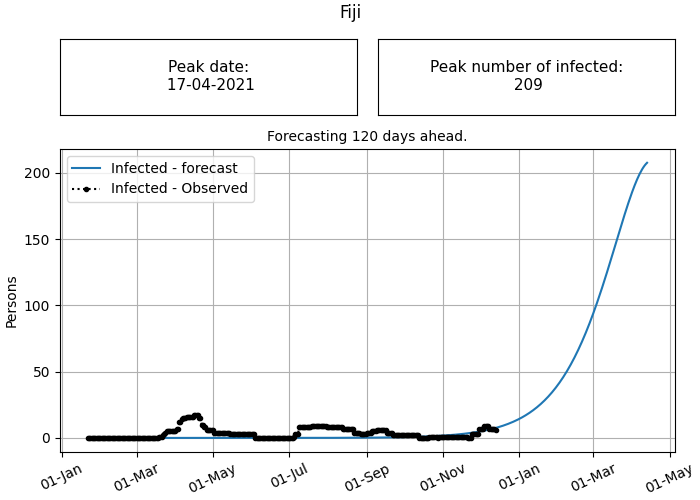 Fiji
Peak date:
17-04-2021
Peak number of infected:
209
Forecasting 120 days ahead.
Infected - forecast
Infected - Observed
Persons
200
150
100
50
0
01-Jan
01-Mar
01-May
01-Jul
01-Sep
01-Nov
01-Jan
01-Mar
01-May